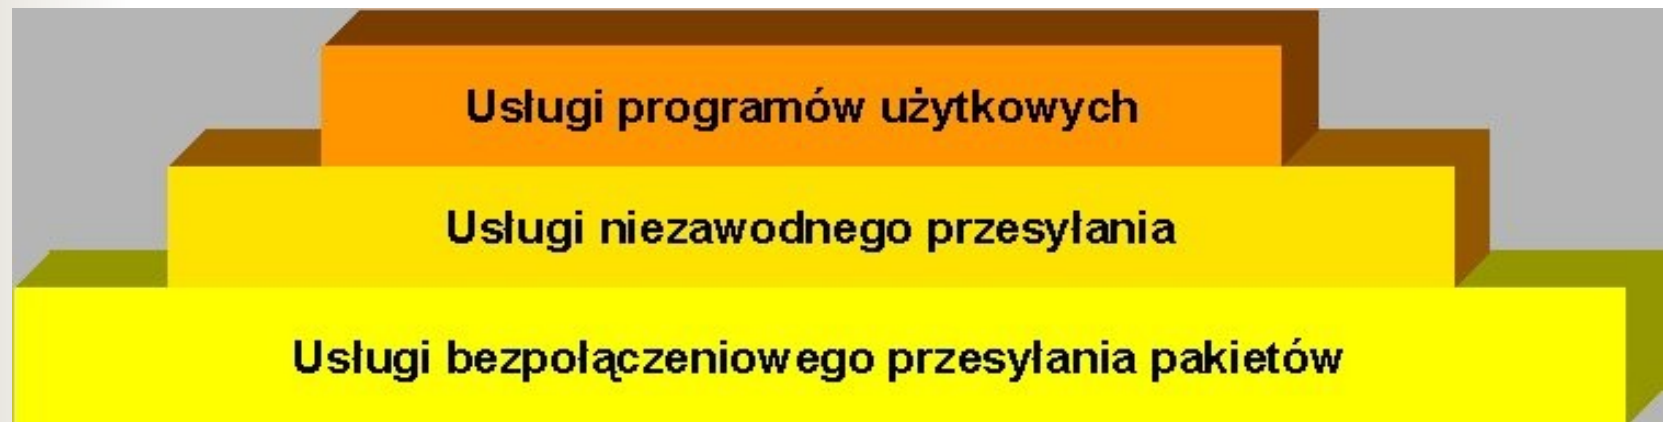 Usługi programów użytkowych
Usługi niezawodnego przesyłania
Usługi bezpołączeniowego przesyłania pakietów